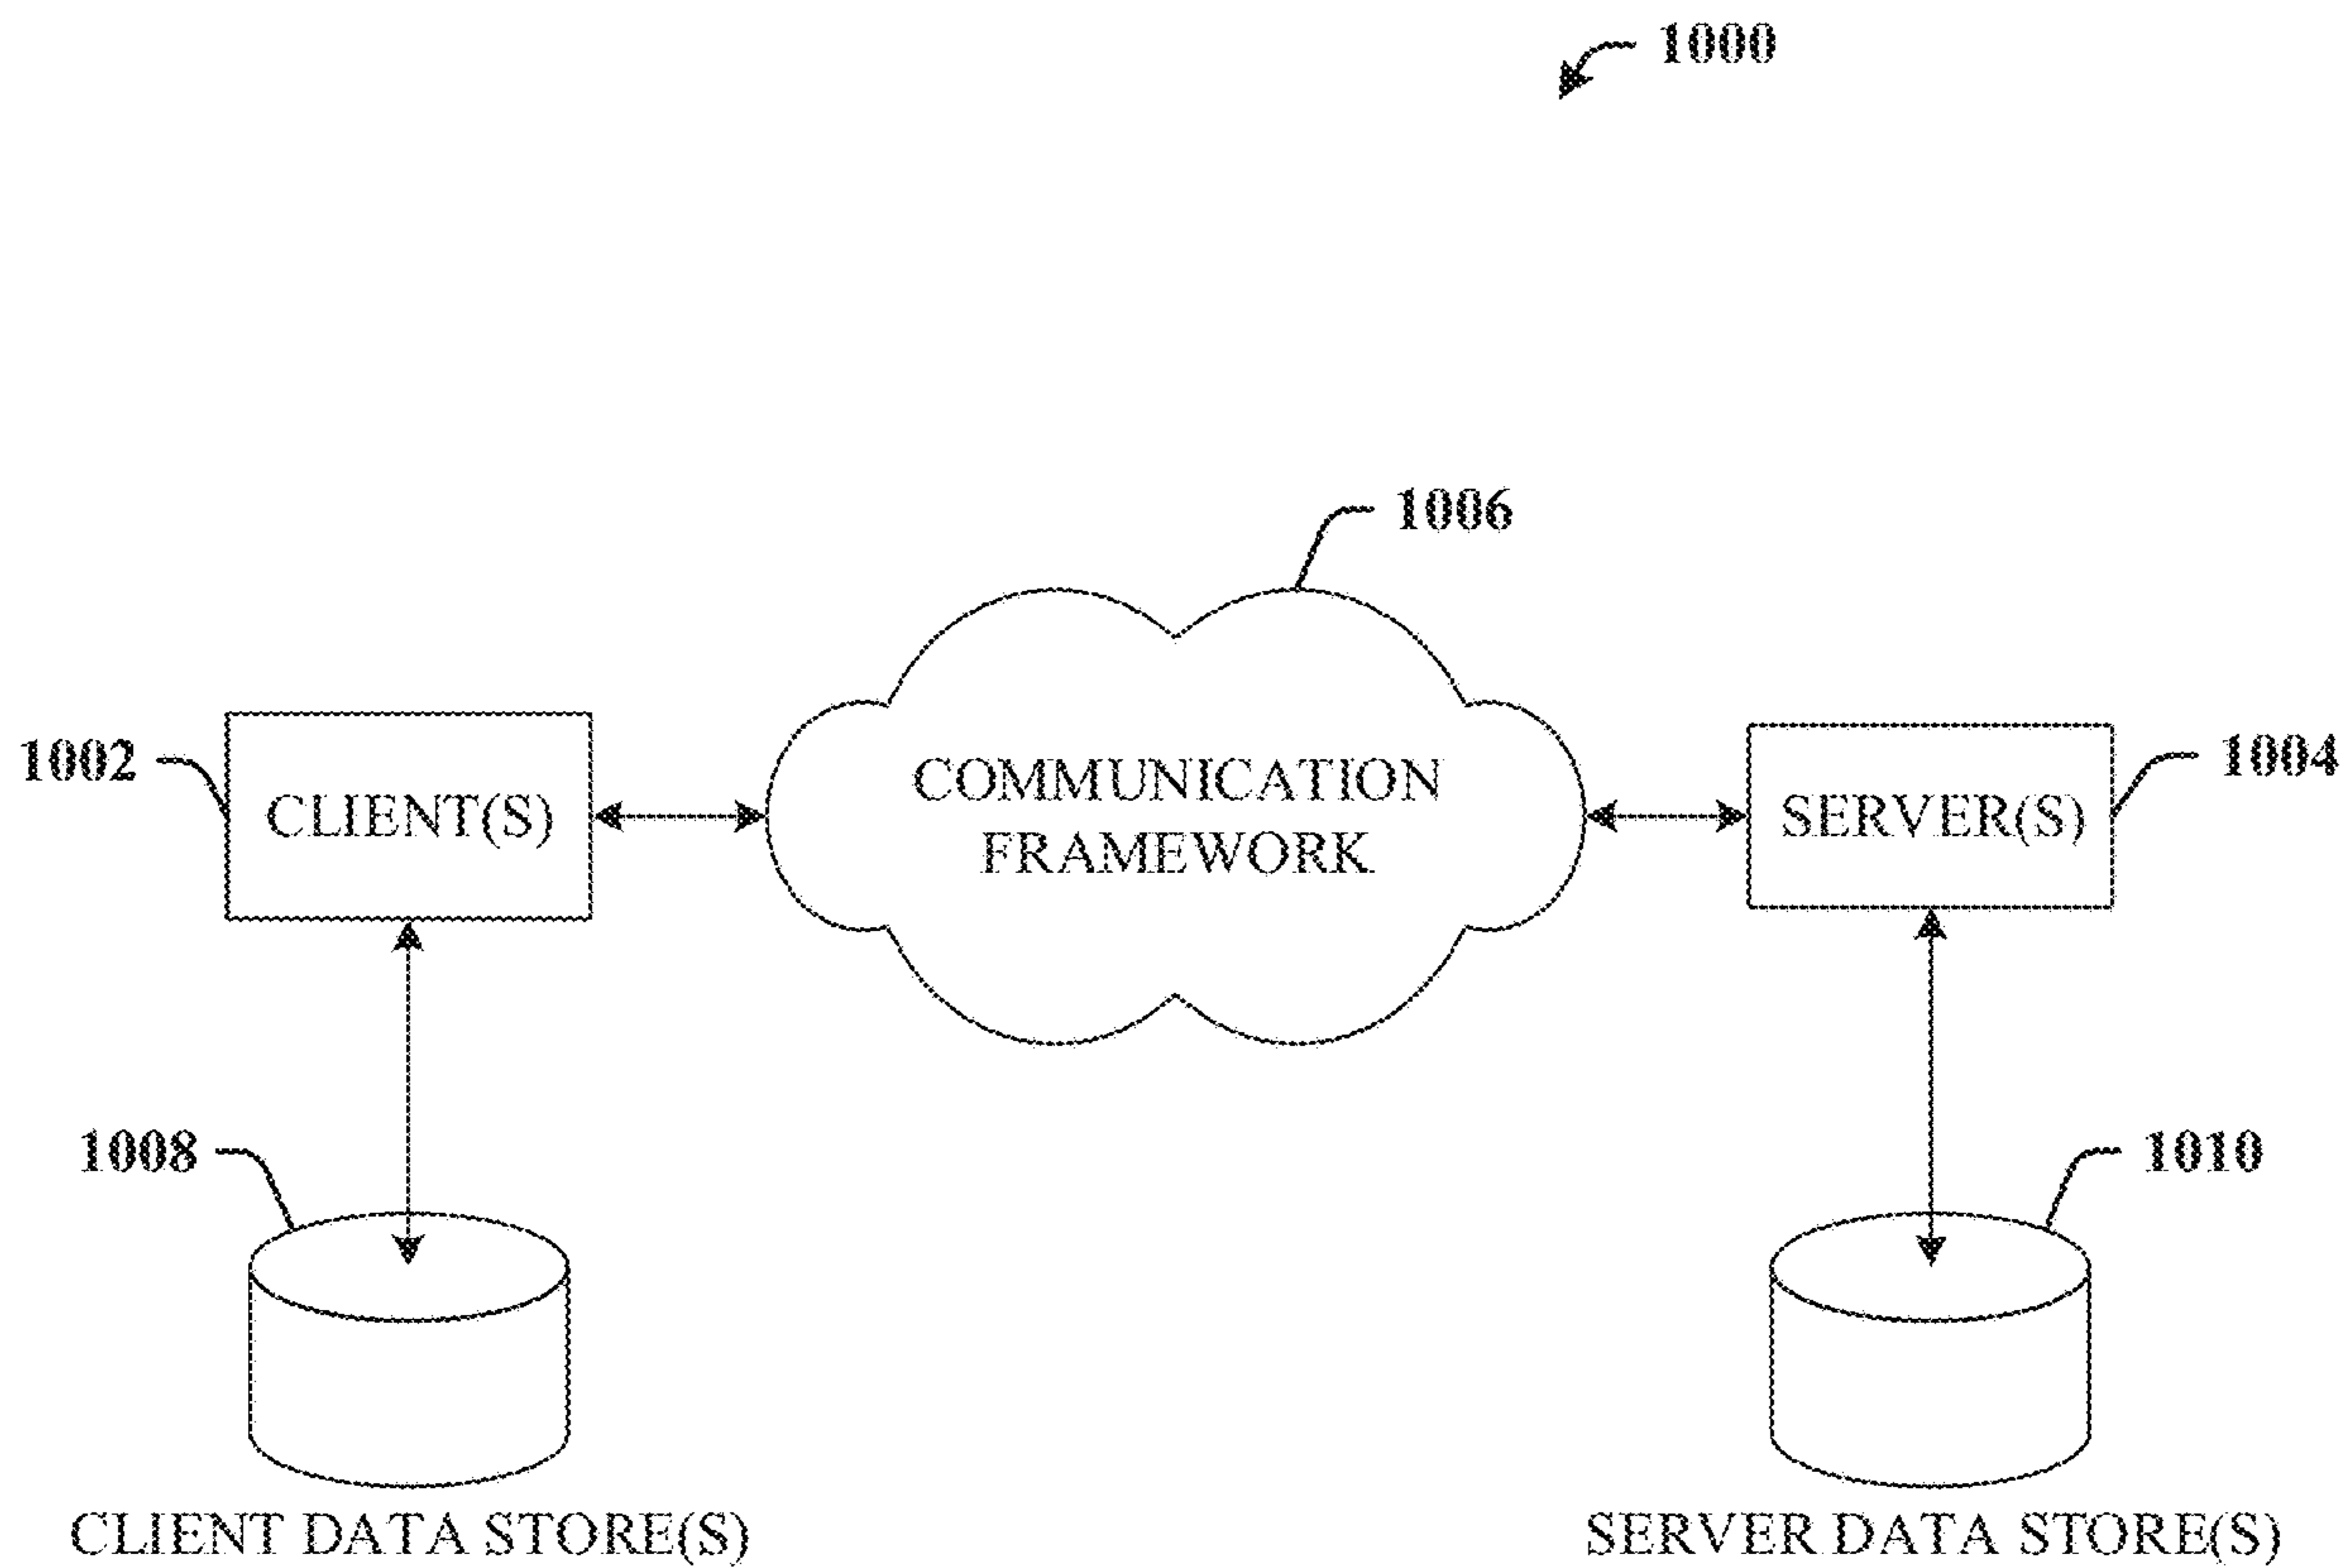 1000
1006
1002
CLIENT(S)
COMMUNICATION
FRAMEWORK
SERVER(S)
1004
1008
1010
CLIENT DATA STORE(S)
SERVER DATA STORE(S)